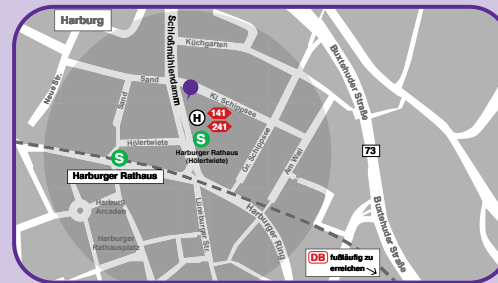 Harburg
Schloßmühlendamm
Küchgarten
Neue Str.
Sand
Sand
Kl. Schippsee
H
141
241
S
Harburger Rathaus
(Hölertwiete)
Hölertwiete
S
Harburger Rathaus
Gr. Schippsee
Am Wall
Buxtehuder Straße
73
Harburg
Arcaden
Harburger
Rathausplatz
Lüneburger Str.
Harburger Ring
Buxtehuder Straße
DB fußläufig zu
erreichen